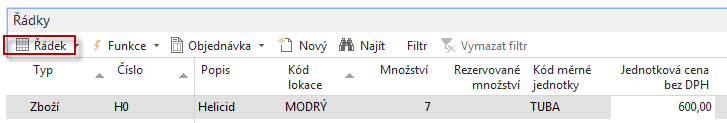 Řádky
Řádek Funkce Objednávka Nový Najít Filtr Vymazat filtr
Typ Číslo Popis Kód lokace Množství Rezervované množství Kód měrné jednotky Jednotková cena bez DPH
Zboží H0 Helicid MODRÝ 7 TUBA 600,00